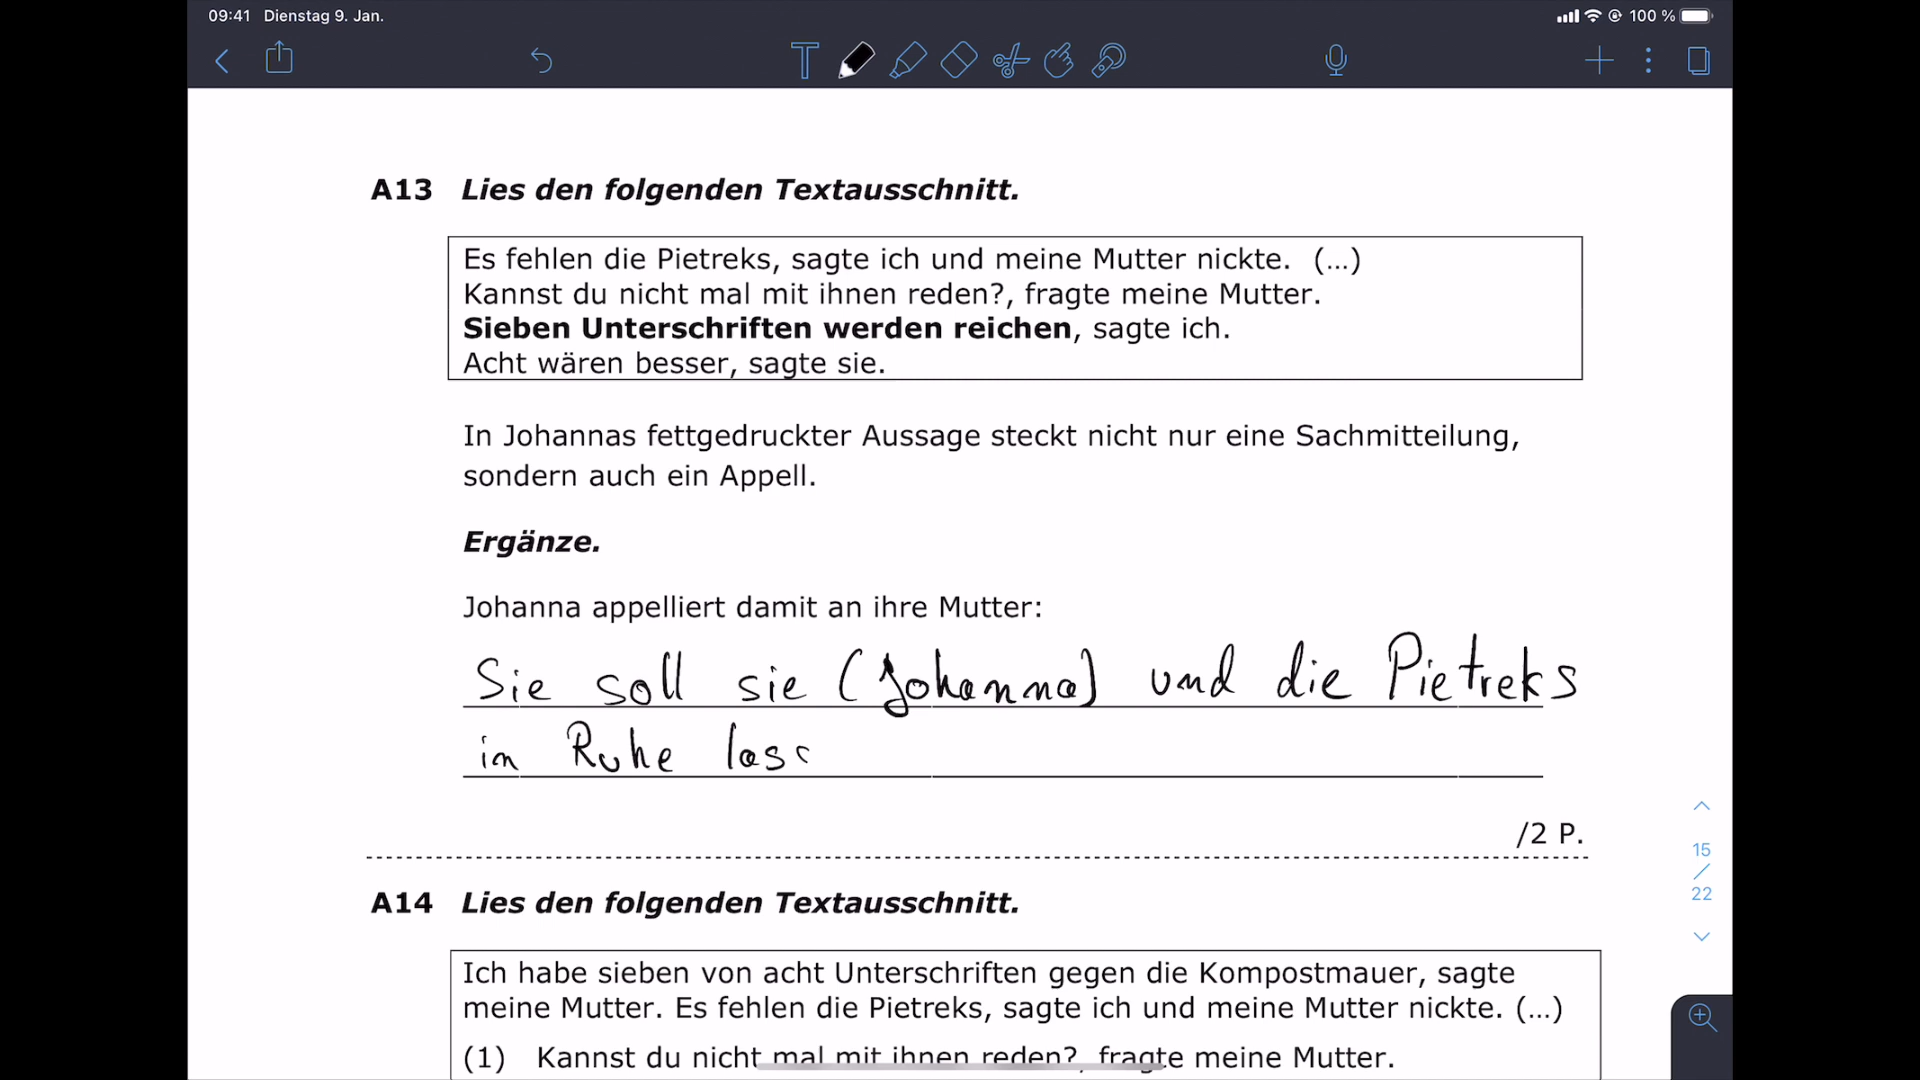 09:41 Dienstag 9. Jan.
100 %
A13 Lies den folgenden Textausschnitt.
Es fehlen die Pietreks, sagte ich und meine Mutter nickte. (...)
Kannst du nicht mal mit ihnen reden?, fragte meine Mutter.
Sieben Unterschriften werden reichen, sagte ich.
Acht wären besser, sagte sie.
In Johannas fettgedruckter Aussage steckt nicht nur eine Sachmitteilung,
sondern auch ein Appell.
Ergänze.
Johanna appelliert damit an ihre Mutter:
Sie soll sie (Johanna) und die Pietreks
in Ruhe lass
/2 P.
15
/
22
A14 Lies den folgenden Textausschnitt.
Ich habe sieben von acht Unterschriften gegen die Kompostmauer, sagte
meine Mutter. Es fehlen die Pietreks, sagte ich und meine Mutter nickte. (...)
(1) Kannst du nicht mal mit ihnen reden?, fragte meine Mutter.